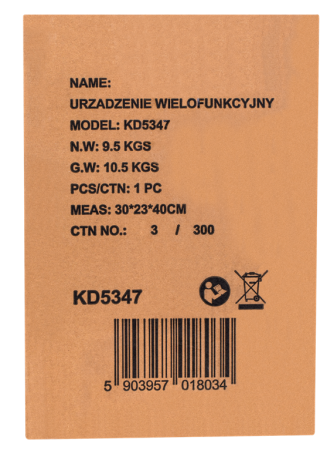 NAME:
URZADZENIE WIELOFUNKCYJNY
MODEL: KD5347
N.W: 9.5 KGS
G.W: 10.5 KGS
PCS/CTN: 1 PC
MEAS: 30*23*40CM
CTN NO.: 3 / 300
KD5347
5 903957 018034